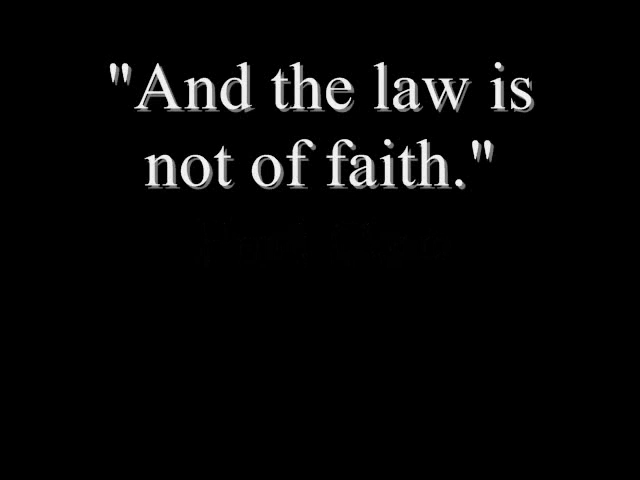 "And the law is
not of faith."